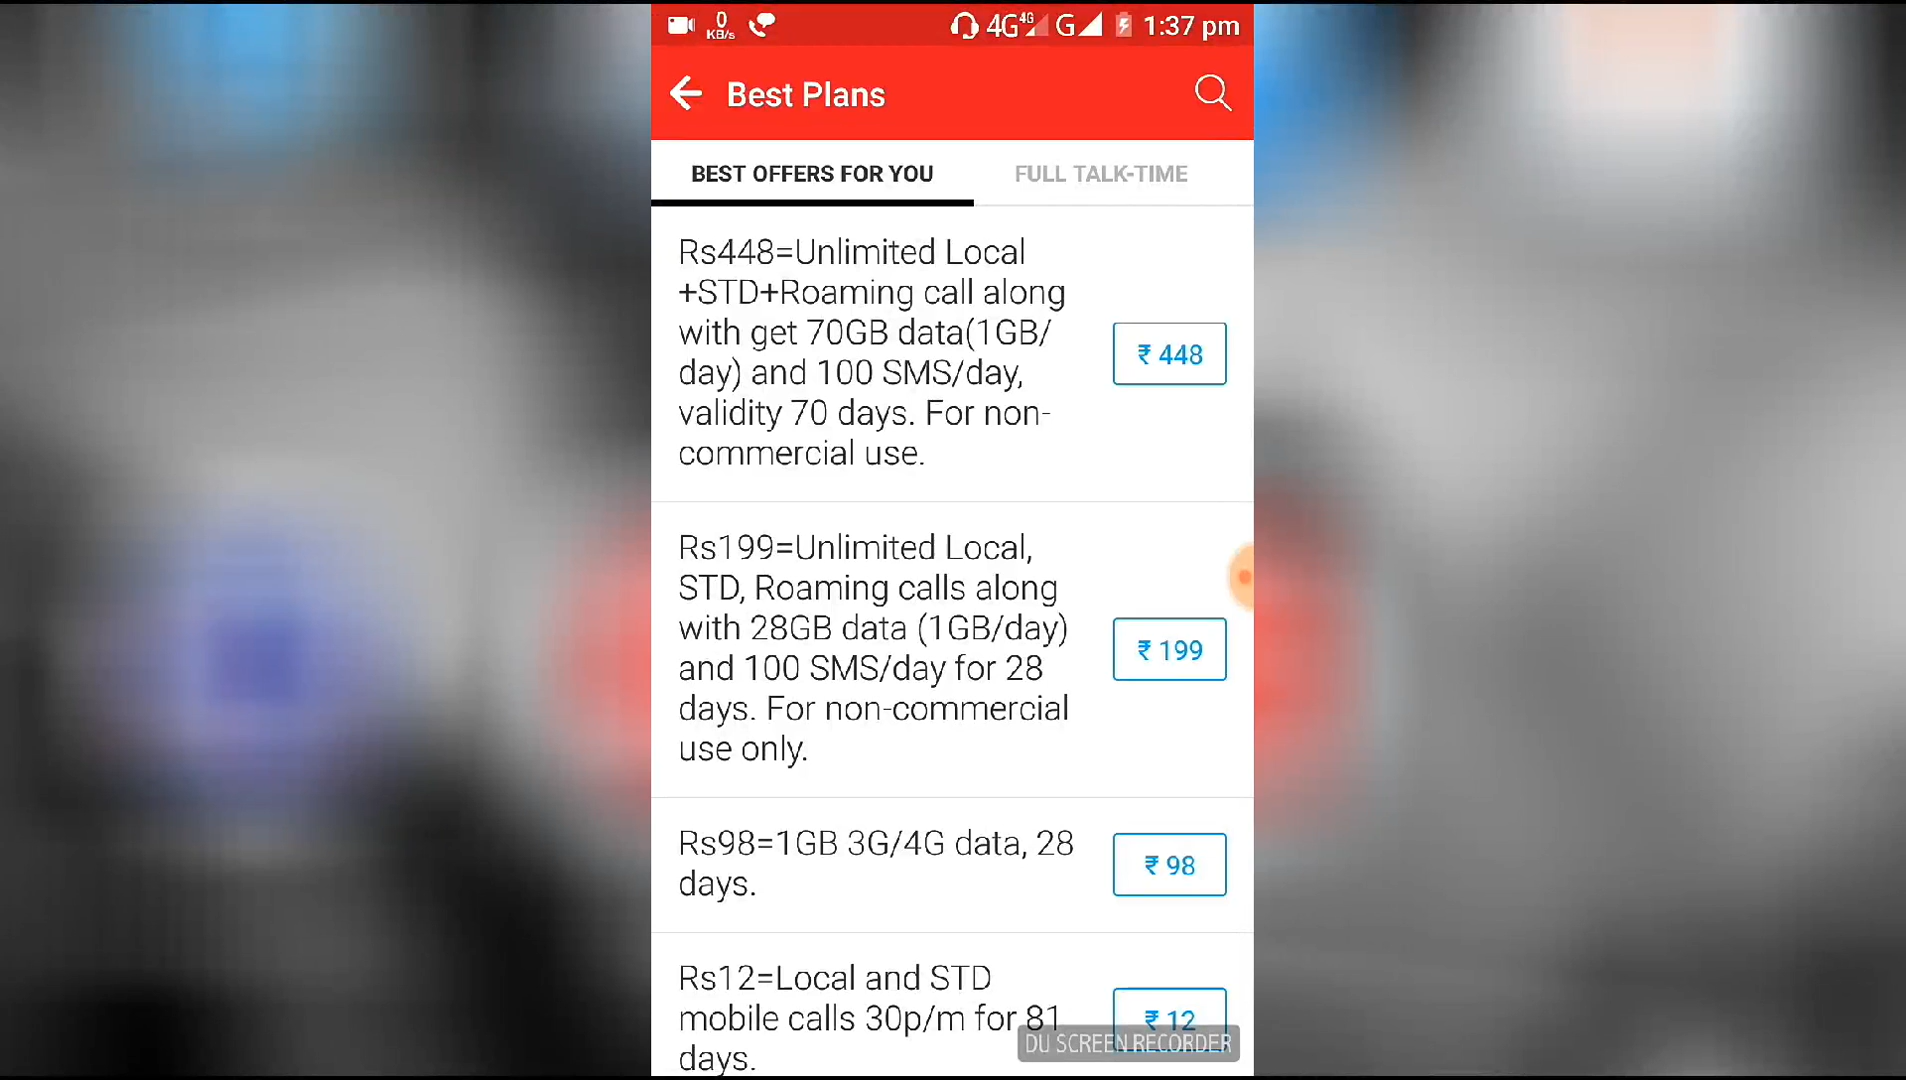 0
KB/s
4G 4G G 1:37 pm
Best Plans
BEST OFFERS FOR YOU
FULL TALK-TIME
Rs448=Unlimited Local
+STD+Roaming call along
with get 70GB data(1GB/
day) and 100 SMS/day,
validity 70 days. For non-
commercial use.
₹ 448
Rs199=Unlimited Local,
STD, Roaming calls along
with 28GB data (1GB/day)
and 100 SMS/day for 28
days. For non-commercial
use only.
₹ 199
Rs98=1GB 3G/4G data, 28
days.
₹ 98
Rs12=Local and STD
mobile calls 30p/m for 81
days.
₹ 12
DU SCREEN RECORDER